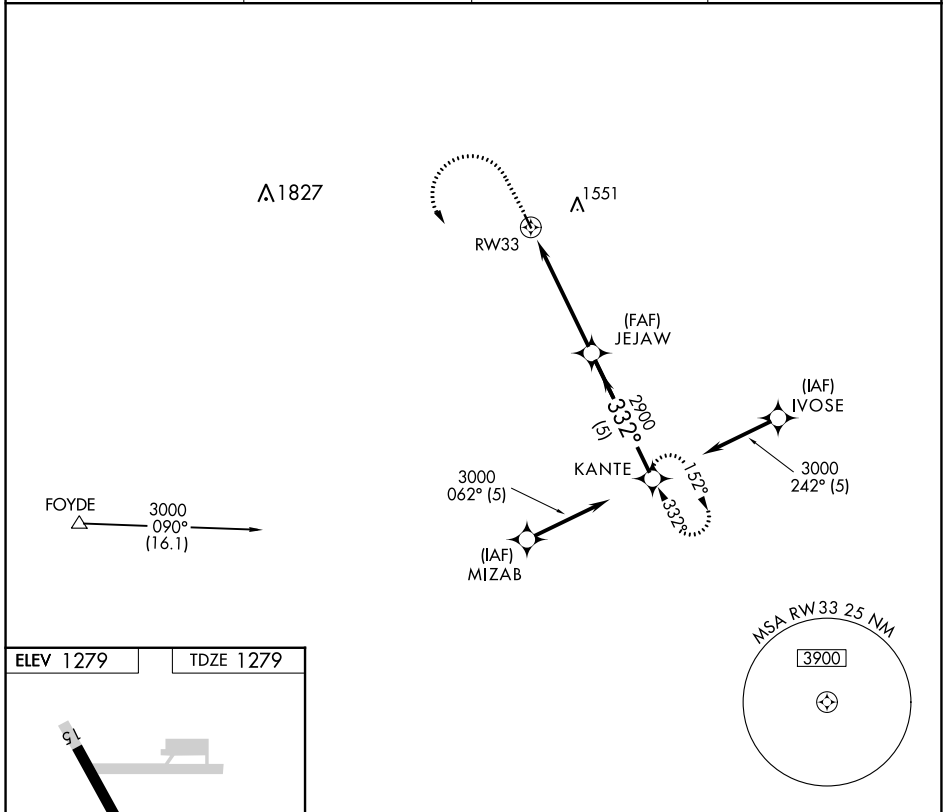 1827
1551
RW33
(FAF)
JEJAW
(IAF)
IVOSE
2900
332°
(5)
KANTE
152°
332°
3000
242° (5)
3000
062° (5)
FOYDE
3000
090°
(16.1)
(IAF)
MIZAB
MSA RW33 25 NM
3900
ELEV 1279
TDZE 1279
15